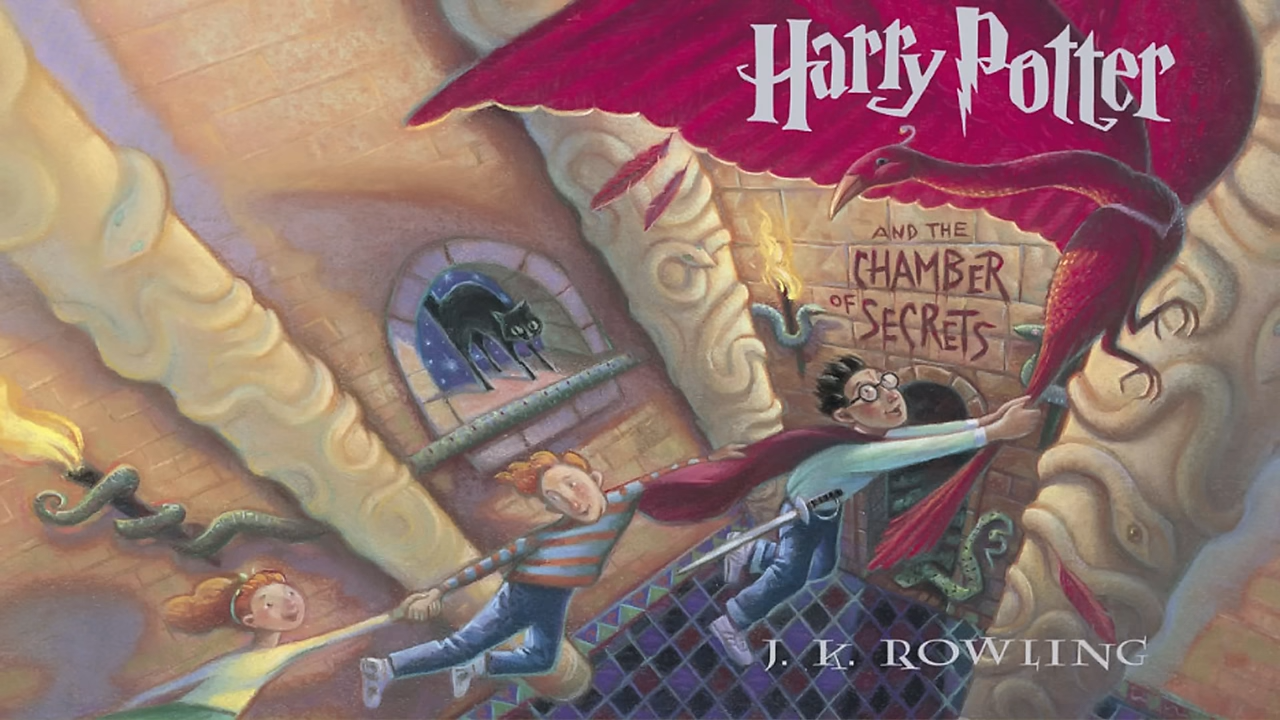 Harry Potter
AND THE
CHAMBER
OF SECRETS
J. K. ROWLING